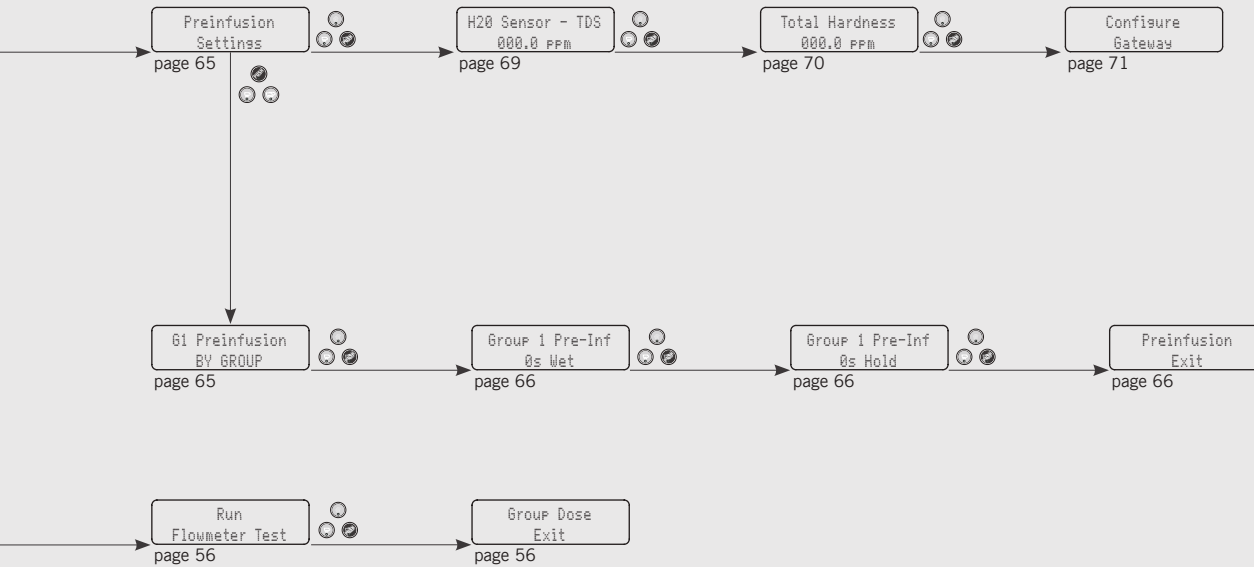 Preinfusion
Settings
page 65
H20 Sensor - TDS
000.0 ppm
page 69
Total Hardness
000.0 ppm
page 70
Configure
Gateway
page 71
G1 Preinfusion
BY GROUP
page 65
Group 1 Pre-Inf
0s Wet
page 66
Group 1 Pre-Inf
0s Hold
page 66
Preinfusion
Exit
page 66
Run
Flowmeter Test
page 56
Group Dose
Exit
page 56